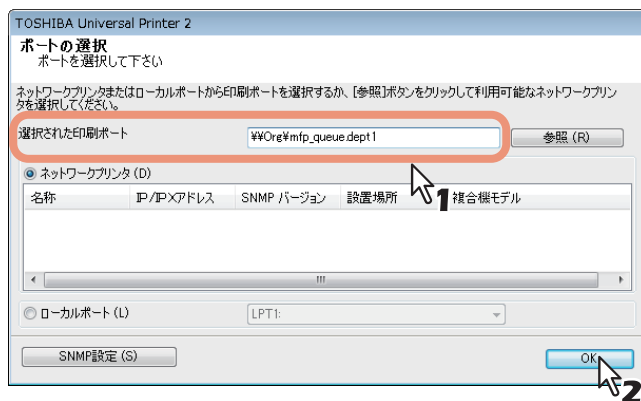 TOSHIBA Universal Printer 2
ポートの選択
ポートを選択して下さい
ネットワークプリンタまたはローカルポートから印刷ポートを選択するか、[参照]ボタンをクリックして利用可能なネットワークプリン
タを選択してください。
選択された印刷ポート ¥¥Org¥mfp_queue.dept1 参照 (R)
1
ネットワークプリンタ (D)
名称 IP/IPXアドレス SNMP バージョン 設置場所 複合機モデル
ローカルポート (L) LPT1:
SNMP設定 (S) OK
2